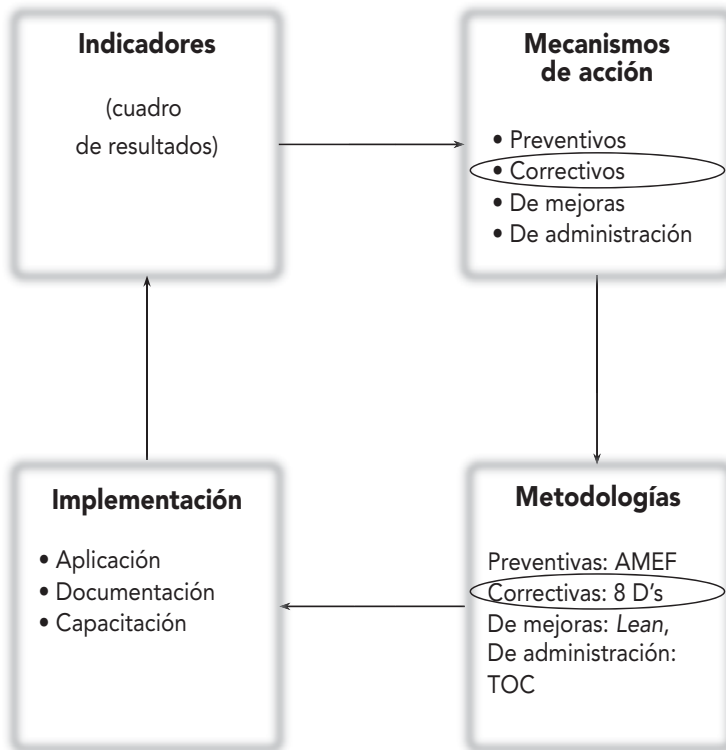 Indicadores
(cuadro
de resultados)
Mecanismos
de acción
• Preventivos
• Correctivos
• De mejoras
• De administración
Implementación
• Aplicación
• Documentación
• Capacitación
Metodologías
Preventivas: AMEF
Correctivas: 8 D’s
De mejoras: Lean,
De administración:
TOC